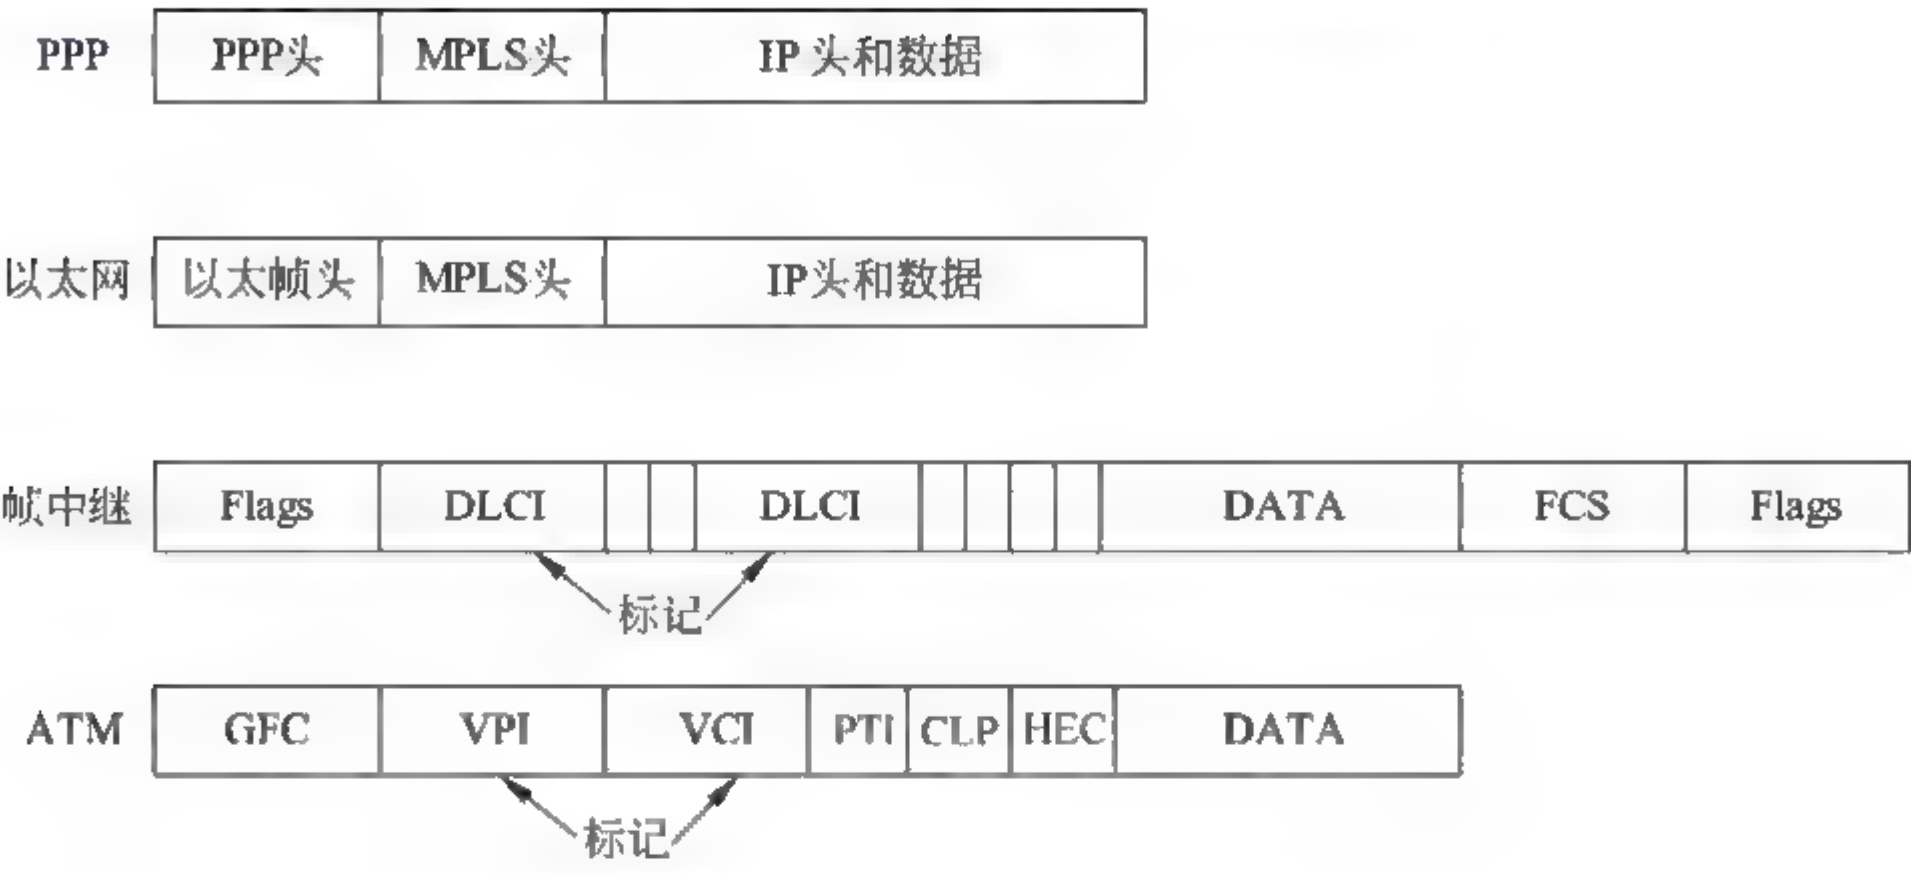 PPP PPP头 MPLS头 IP头和数据
以太网 以太帧头 MPLS头 IP头和数据
帧中继 Flags DLCI DLCI DATA FCS Flags
标记
ATM GFC VPI VCI PTI CLP HEC DATA
标记